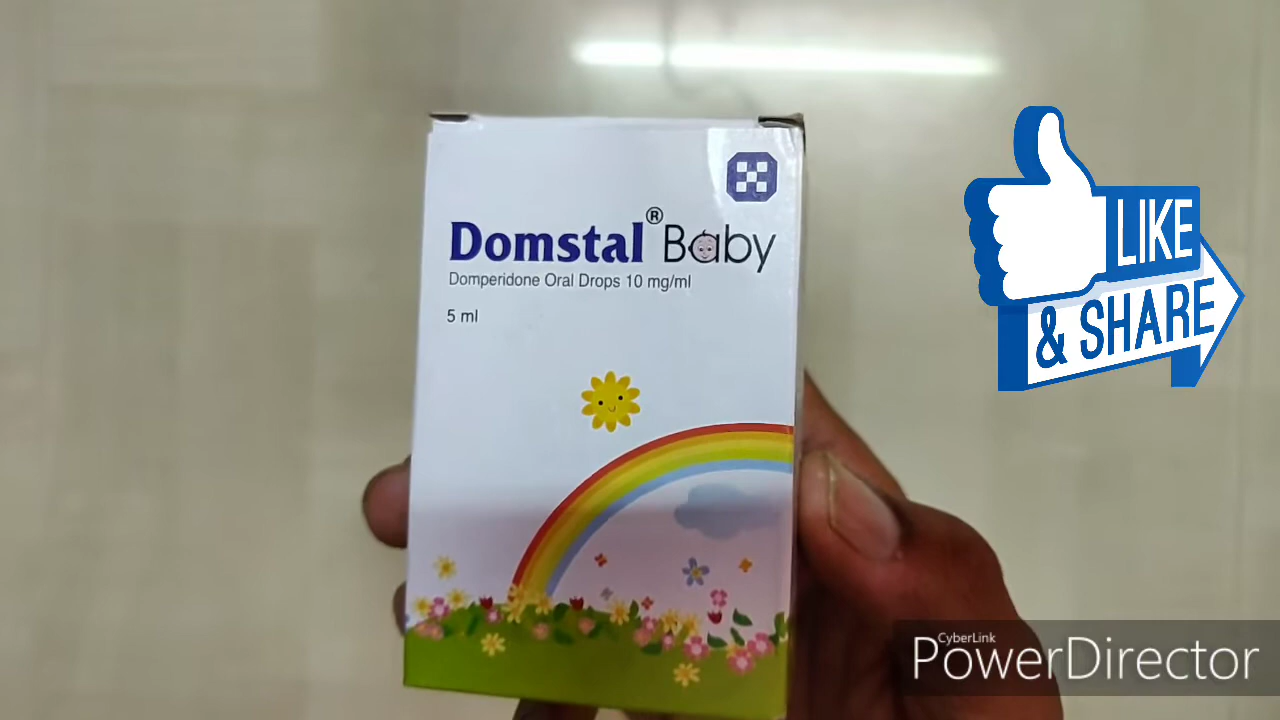 Domstal® Baby
Domperidone Oral Drops 10 mg/ml
5 ml
LIKE
& SHARE
CyberLink
PowerDirector